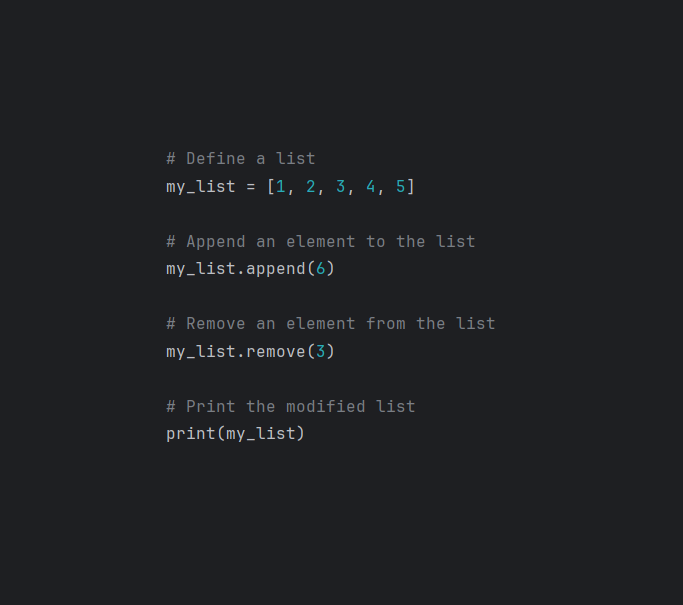 # Define a list
my_list = [1, 2, 3, 4, 5]
# Append an element to the list
my_list.append(6)
# Remove an element from the list
my_list.remove(3)
# Print the modified list
print(my_list)